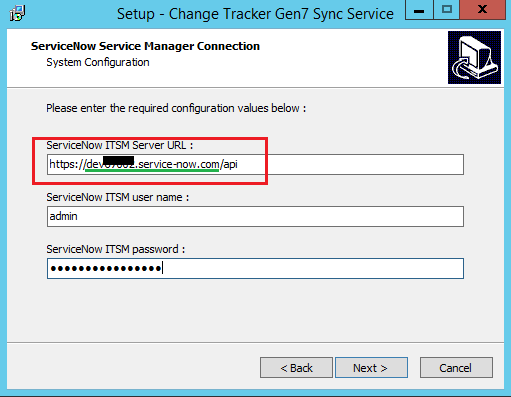 Setup - Change Tracker Gen7 Sync Service
ServiceNow Service Manager Connection
System Configuration
Please enter the required configuration values below :
ServiceNow ITSM Server URL :
https://dev .service-now.com/api
ServiceNow ITSM user name :
admin
ServiceNow ITSM password :
< Back
Next >
Cancel